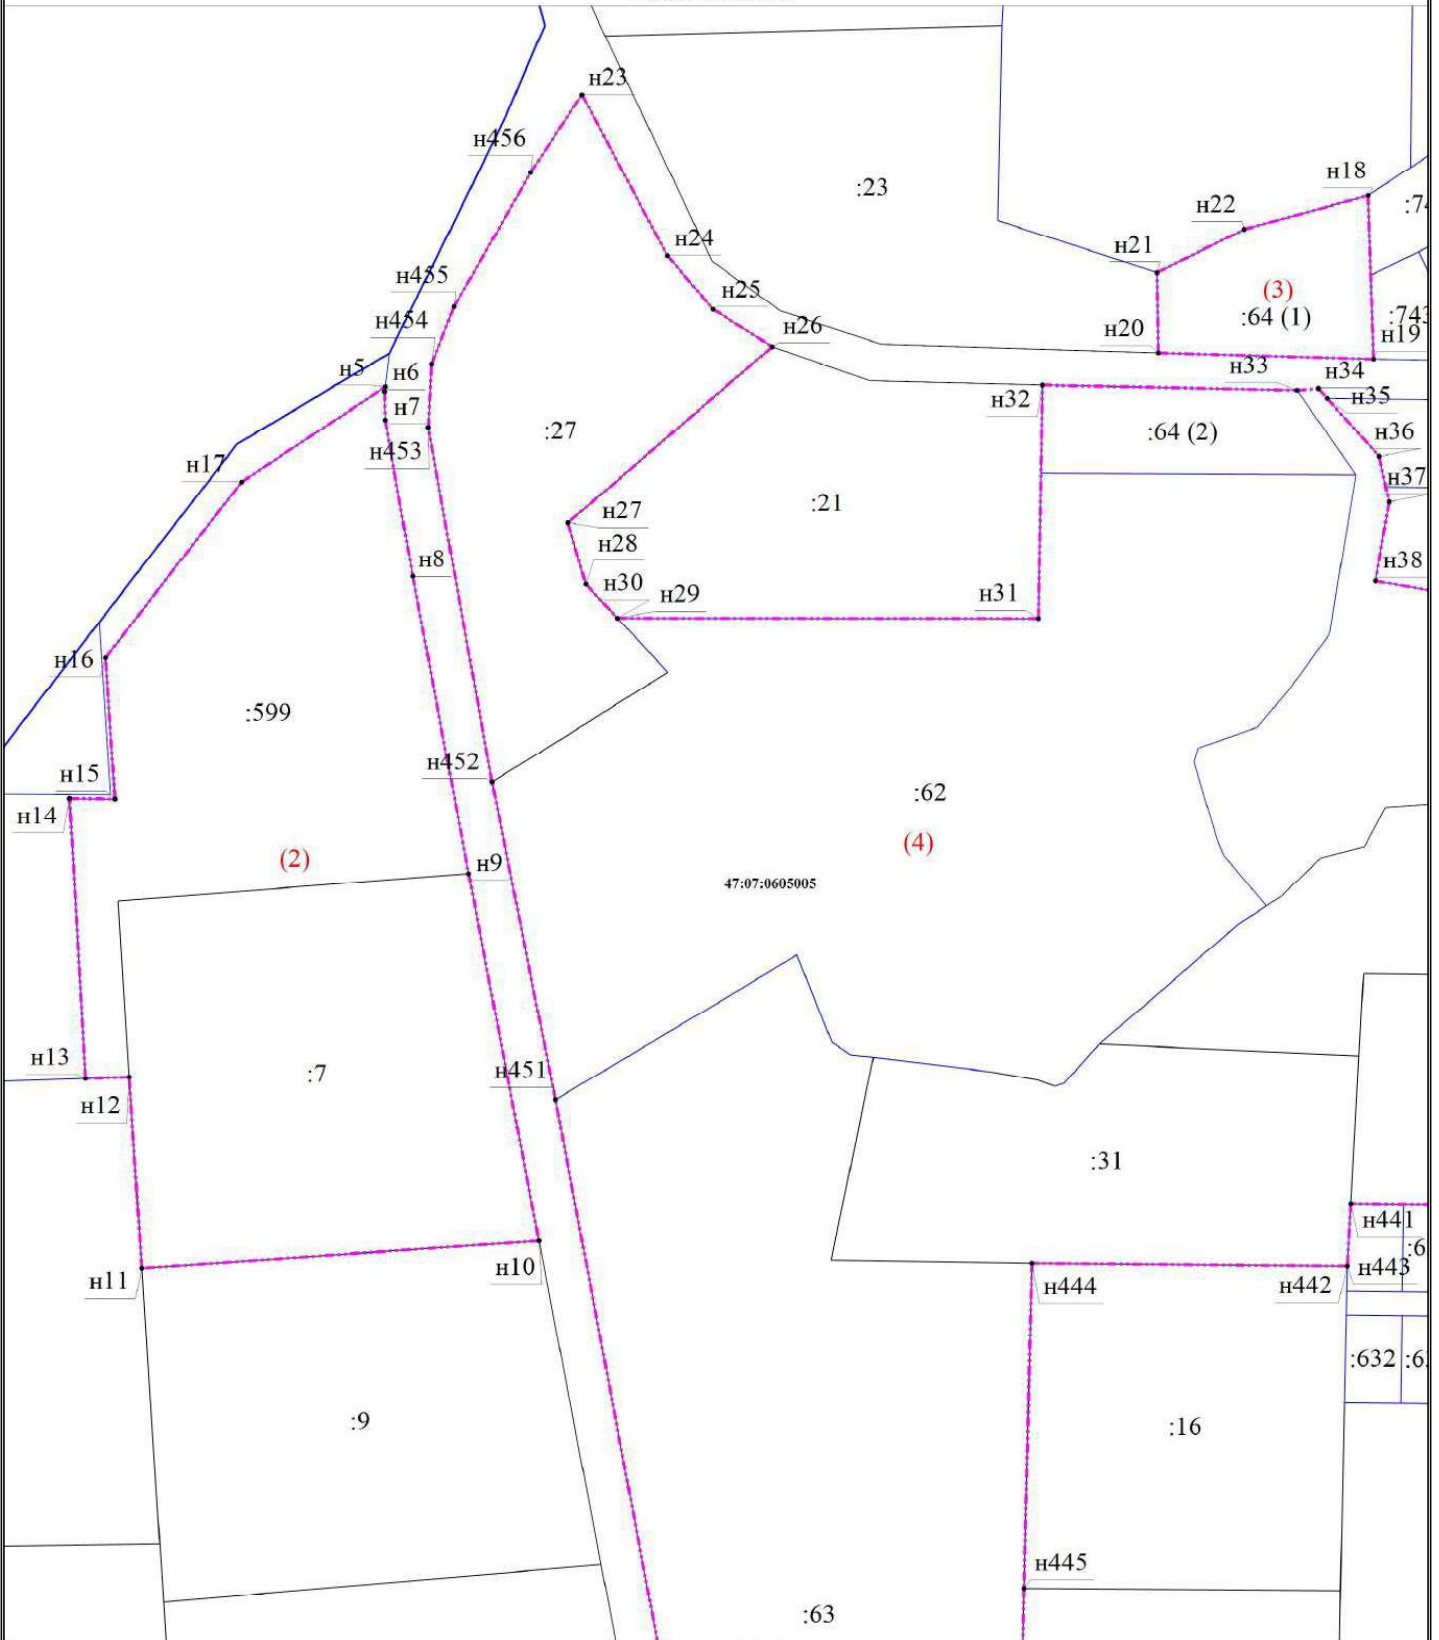 н23
н456
:23
н18
н22
н24
н21
(3)
н455
н25
:64 (1)
н454
н26
н20
н19
н5
н6
н33
н34
н7
н32
н35
:27
:64 (2)
н36
н453
н17
н37
:21
н27
н28
н38
н30
н29
н31
н16
:599
н452
н15
:62
н14
(4)
(2)
н9
47:07:0605005
н8
н13
:7
н451
н12
:31
н441
н10
н443
н11
н444
н442
:632
:9
:16
н445
:63